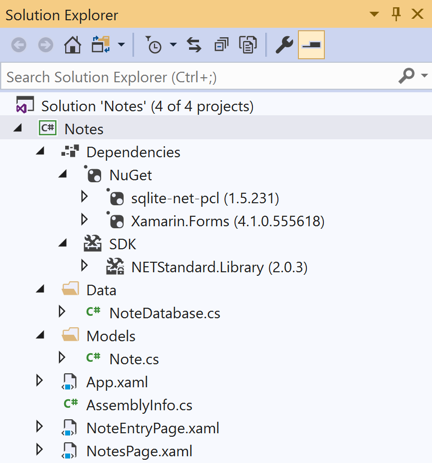 Solution Explorer
Search Solution Explorer (Ctrl+;)
Solution 'Notes' (4 of 4 projects)
C# Notes
Dependencies
NuGet
sqlite-net-pcl (1.5.231)
Xamarin.Forms (4.1.0.555618)
SDK
NETStandard.Library (2.0.3)
Data
C# NoteDatabase.cs
Models
C# Note.cs
App.xaml
C# AssemblyInfo.cs
NoteEntryPage.xaml
NotesPage.xaml